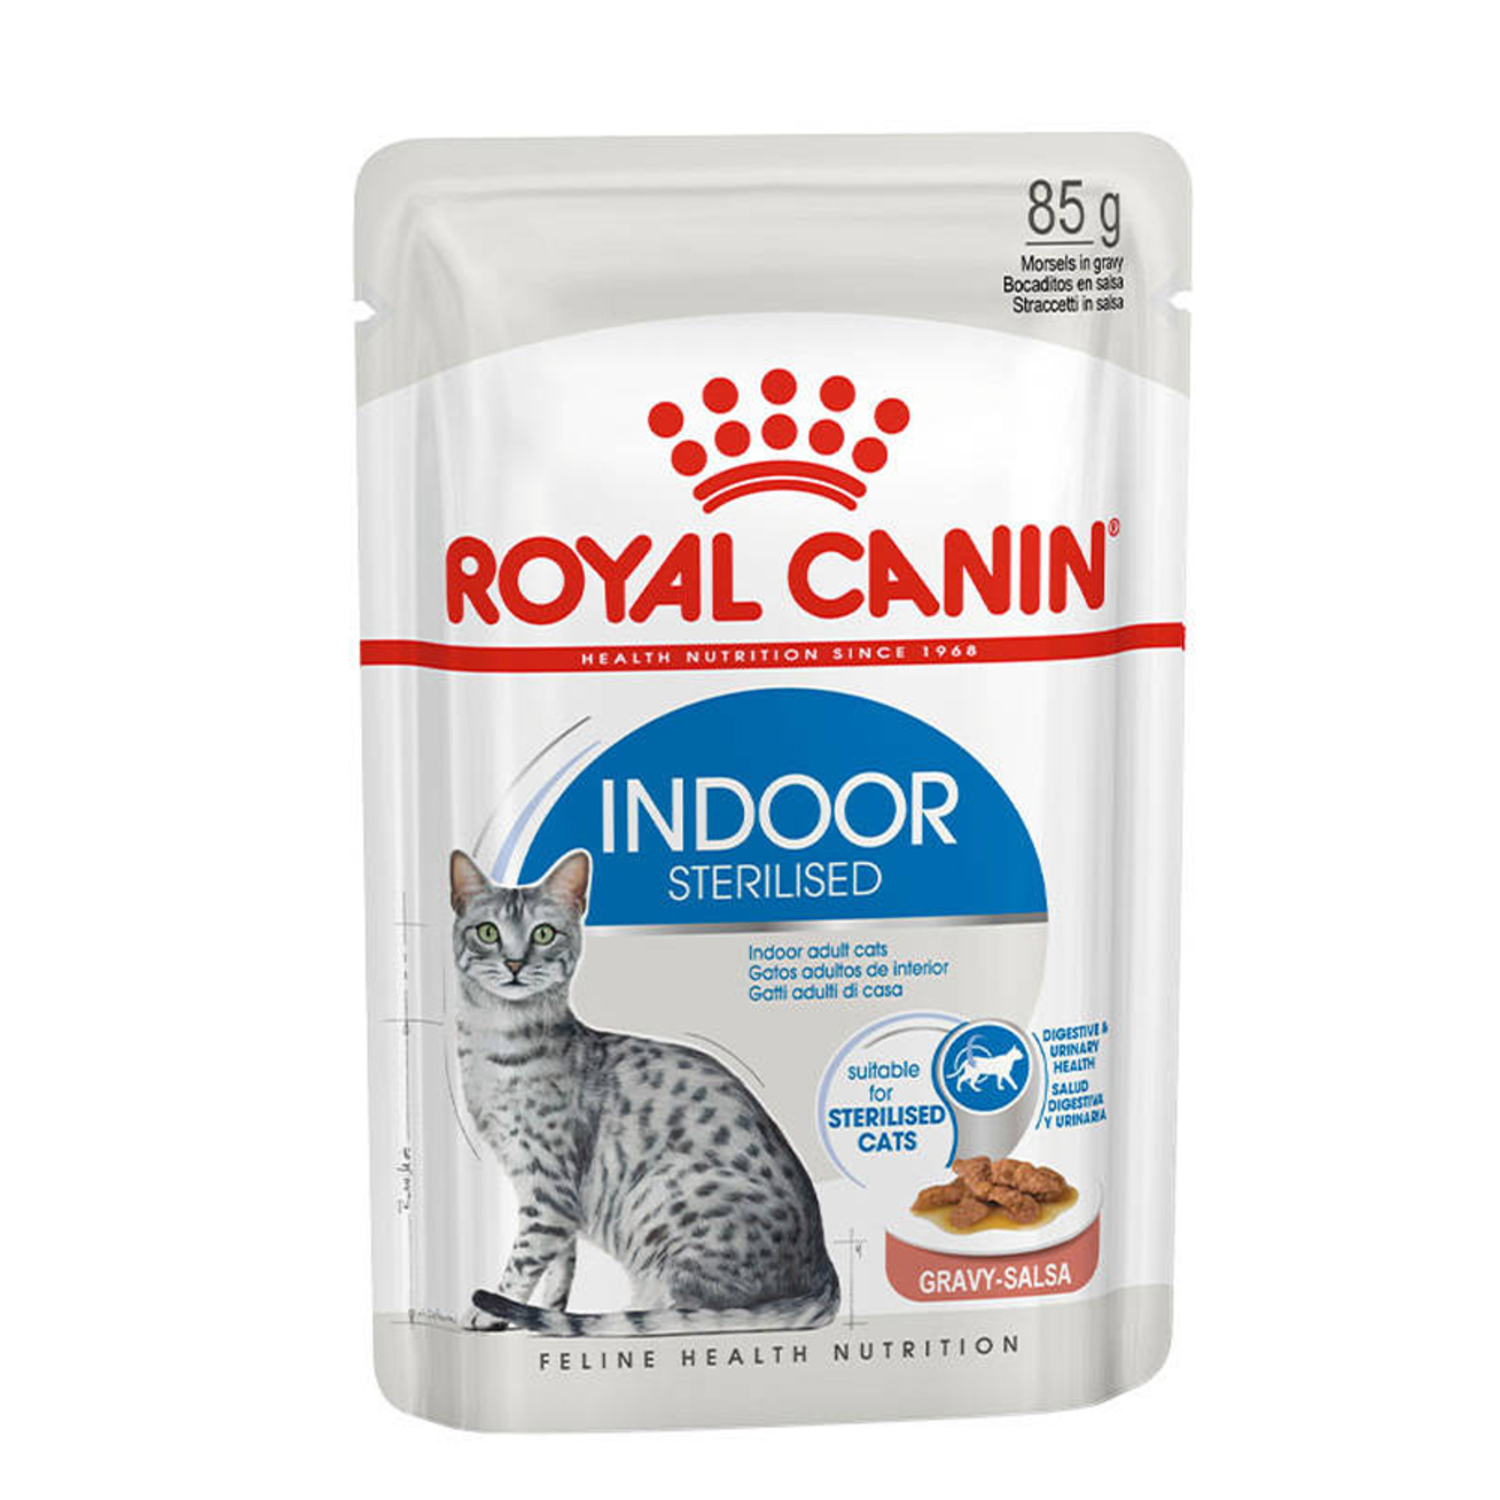 85 g
Morsels in gravy
Bocaditos en salsa
Straccetti in salsa
ROYAL CANIN®
HEALTH NUTRITION SINCE 1968
INDOOR
STERILISED
Indoor adult cats
Gatos adultos de interior
Gatti adulti di casa
suitable
for
STERILISED
CATS
DIGESTIVE &
URINARY
HEALTH
SALUD
DIGESTIVA
Y URINARIA
GRAVY-SALSA
FELINE HEALTH NUTRITION